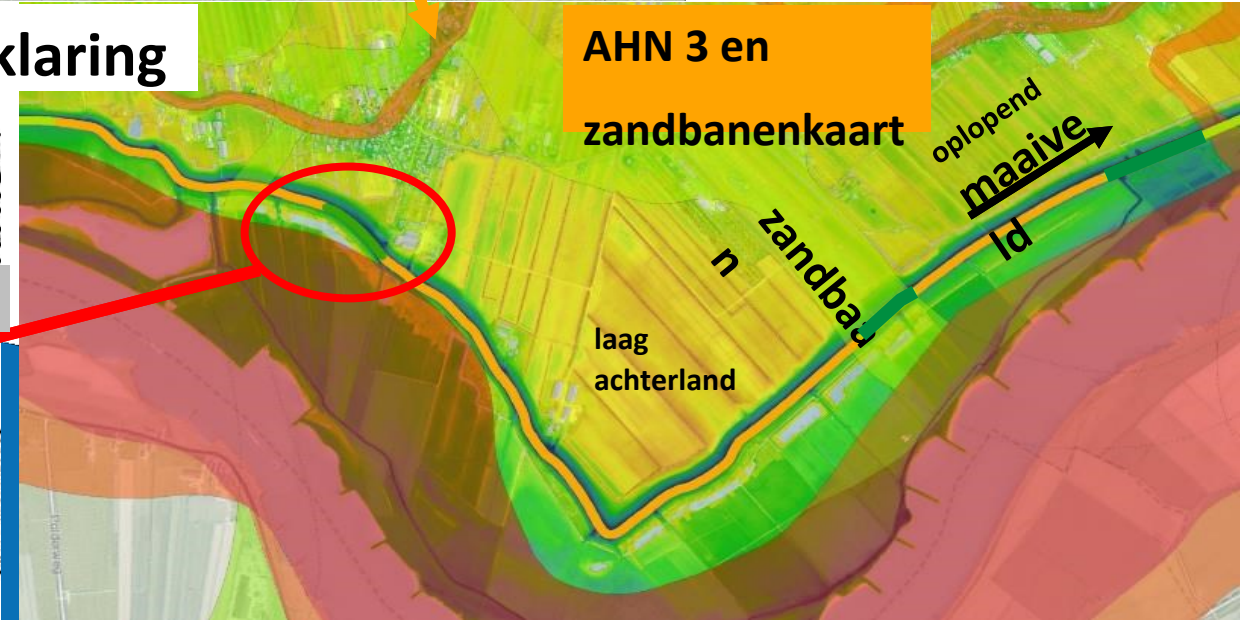 klaring
AHN 3 en
zandbanenkaart
oplopend
maaive
ld
zandbaa
n
laag
achterland